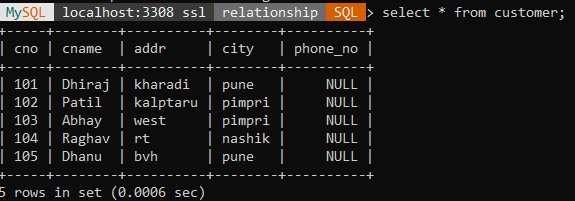 MySQL localhost:3308 ssl relationship SQL > select * from customer;
+-----+--------+----------+--------+----------+
| cno | cname  | addr     | city   | phone_no |
+-----+--------+----------+--------+----------+
| 101 | Dhiraj | kharadi  | pune   |     NULL |
| 102 | Patil  | kalptaru | pimpri |     NULL |
| 103 | Abhay  | west     | pimpri |     NULL |
| 104 | Raghav | rt       | nashik |     NULL |
| 105 | Dhanu  | bvh      | pune   |     NULL |
+-----+--------+----------+--------+----------+
5 rows in set (0.0006 sec)